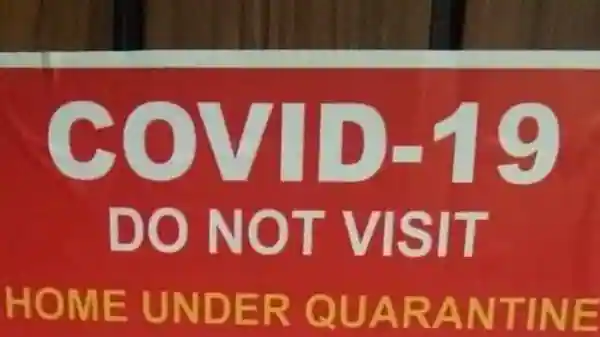 COVID-19
DO NOT VISIT
HOME UNDER QUARANTINE